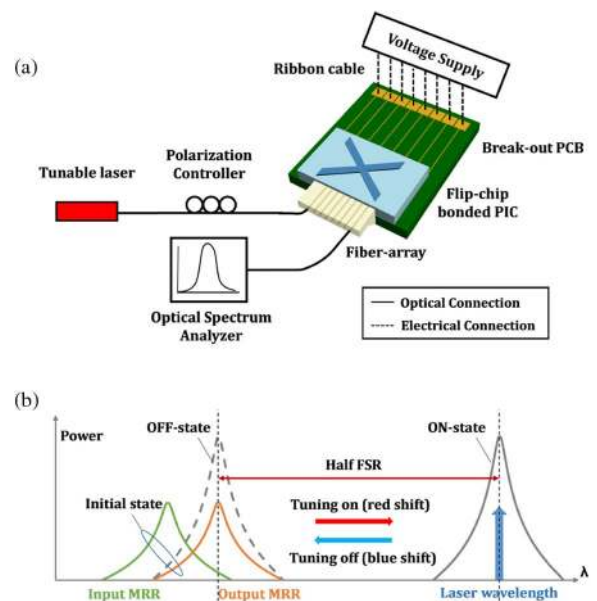 (a)
Voltage Supply
Ribbon cable
Break-out PCB
Polarization
Controller
Tunable laser
Flip-chip
bonded PIC
Fiber-array
Optical Spectrum
Analyzer
Optical Connection
Electrical Connection
(b)
Power
OFF-state
ON-state
Half FSR
Initial state
Tuning on (red shift)
Tuning off (blue shift)
λ
Input MRR
Output MRR
Laser wavelength